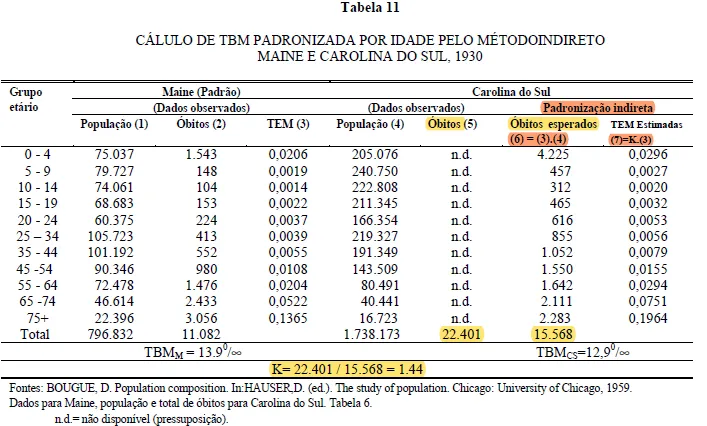 Tabela 11
CÁLULO DE TBM PADRONIZADA POR IDADE PELO MÉTODOINDIRETO
MAINE E CAROLINA DO SUL, 1930
Grupo etário Maine (Padrão) Carolina do Sul
(Dados observados) (Dados observados) Padronização indireta
População (1) Óbitos (2) TEM (3) População (4) Óbitos (5) Óbitos esperados TEM Estimadas
(6) = (3).(4) (7)=K.(3)
0 - 4 75.037 1.543 0,0206 205.076 n.d. 4.225 0,0296
5 - 9 79.727 148 0,0019 240.750 n.d. 457 0,0027
10 - 14 74.061 104 0,0014 222.808 n.d. 312 0,0020
15 - 19 68.683 153 0,0022 211.345 n.d. 465 0,0032
20 - 24 60.375 224 0,0037 166.354 n.d. 616 0,0053
25 – 34 105.723 413 0,0039 219.327 n.d. 855 0,0056
35 - 44 101.192 552 0,0055 191.349 n.d. 1.052 0,0079
45 -54 90.346 980 0,0108 143.509 n.d. 1.550 0,0155
55 - 64 72.478 1.476 0,0204 80.491 n.d. 1.642 0,0294
65 -74 46.614 2.433 0,0522 40.441 n.d. 2.111 0,0751
75+ 22.396 3.056 0,1365 16.723 n.d. 2.283 0,1964
Total 796.832 11.082 1.738.173 22.401 15.568
TBMM = 13.90/∞ TBMCS=12,90/∞
K= 22.401 / 15.568 = 1.44
Fontes: BOUGUE, D. Population composition. In:HAUSER,D. (ed.). The study of population. Chicago: University of Chicago, 1959.
Dados para Maine, população e total de óbitos para Carolina do Sul. Tabela 6.
n.d.= não disponível (pressuposição).